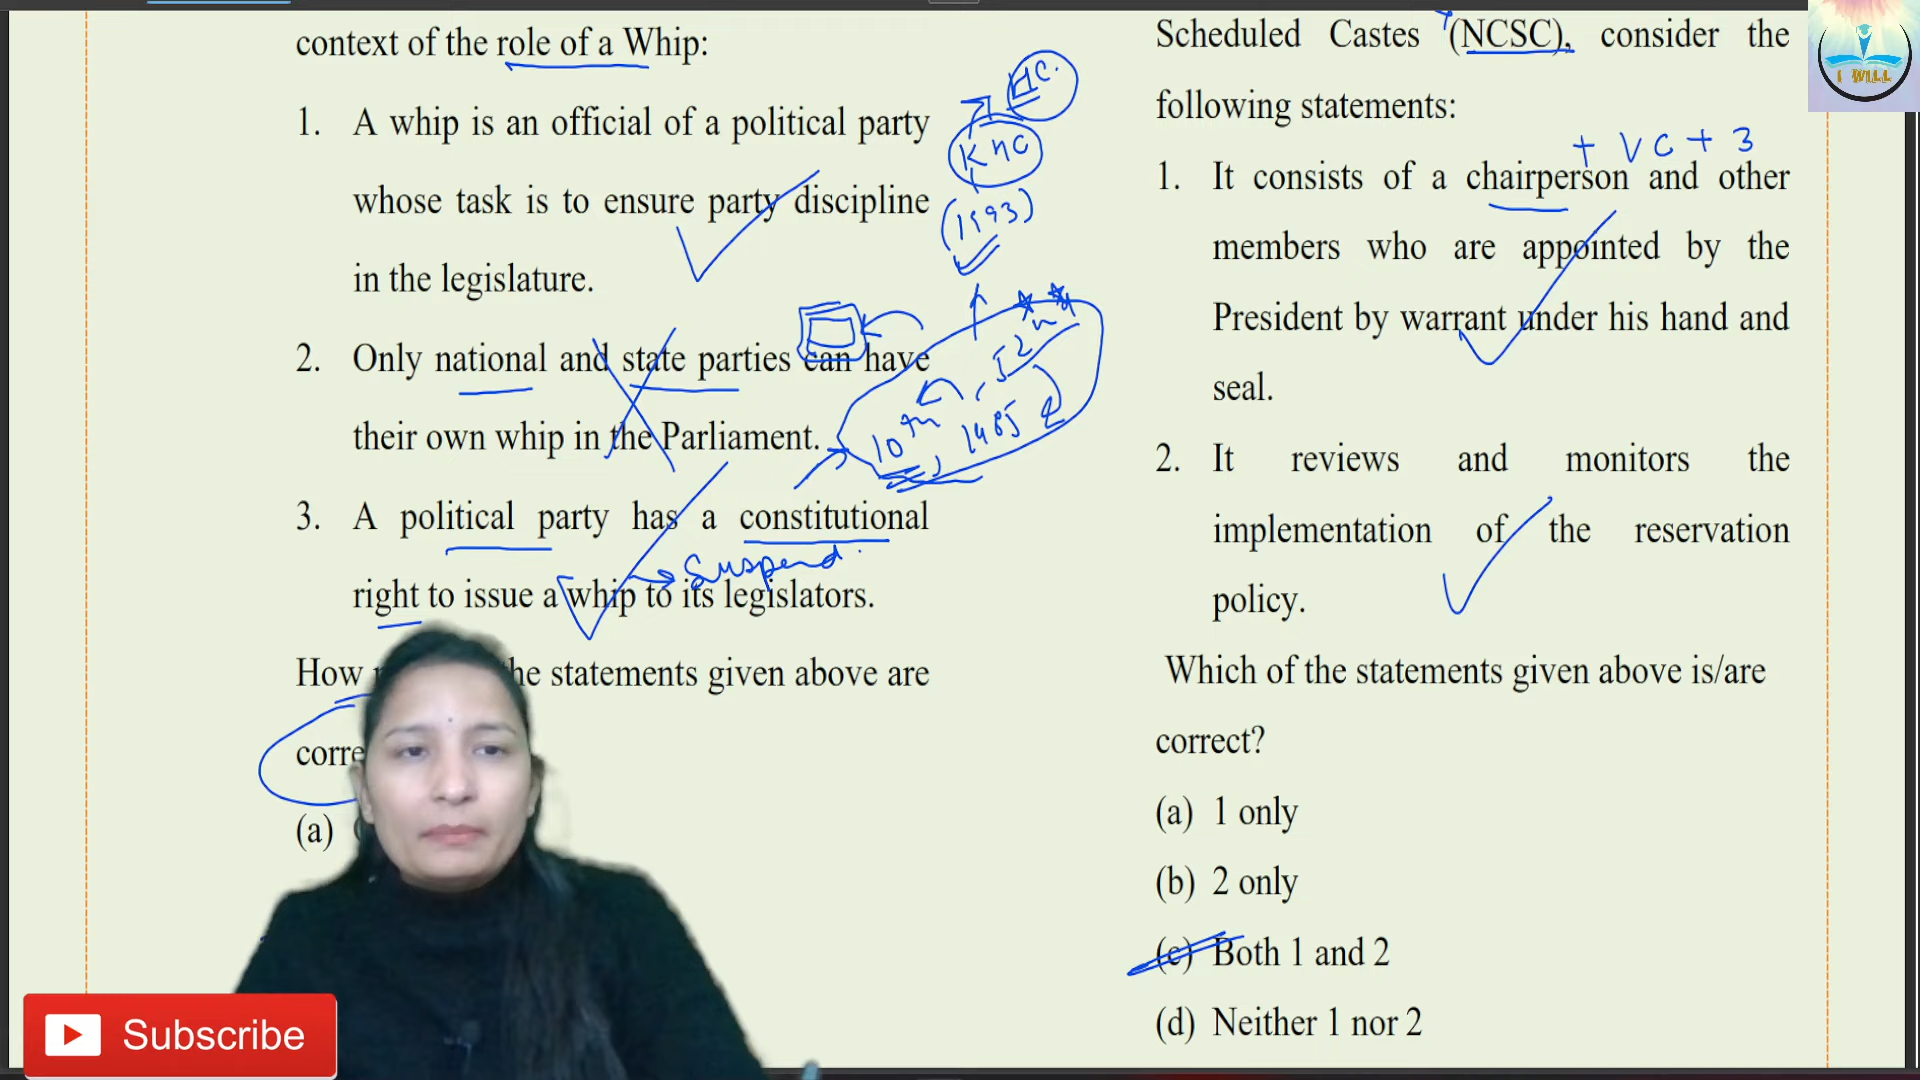 context of the role of a Whip:
1. A whip is an official of a political party
whose task is to ensure party discipline
in the legislature.
2. Only national and state parties can have
their own whip in the Parliament.
3. A political party has a constitutional
right to issue a whip to its legislators.
How the statements given above are
corre
(a)
HC.
KHC
(1993)
52nd
10th, 1985
Suspend.
Scheduled Castes (NCSC), consider the
following statements:
+ VC + 3
1. It consists of a chairperson and other
members who are appointed by the
President by warrant under his hand and
seal.
2. It reviews and monitors the
implementation of the reservation
policy.
Which of the statements given above is/are
correct?
(a) 1 only
(b) 2 only
(c) Both 1 and 2
(d) Neither 1 nor 2
I WILL
Subscribe